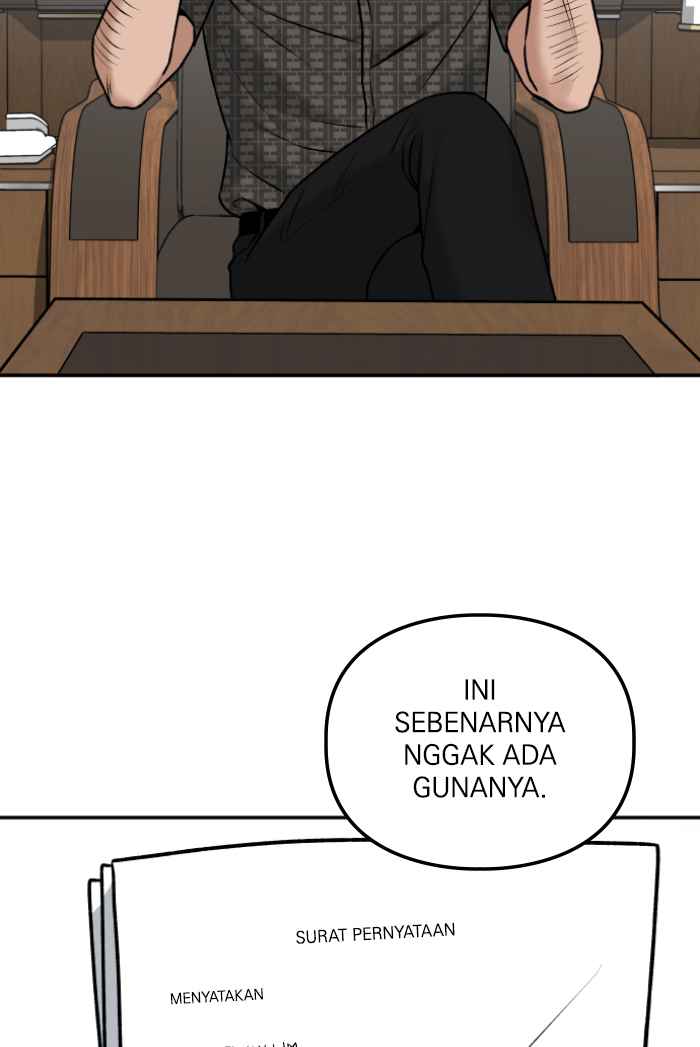 INI
SEBENARNYA
NGGAK ADA
GUNANYA.
SURAT PERNYATAAN
MENYATAKAN